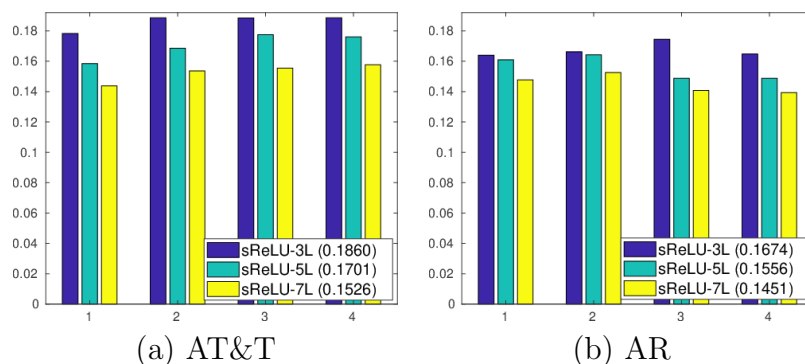 0.18
0.16
0.14
0.12
0.1
0.08
0.06
0.04
0.02
0
1 2 3 4
sReLU-3L (0.1860)
sReLU-5L (0.1701)
sReLU-7L (0.1526)
(a) AT&T
0.18
0.16
0.14
0.12
0.1
0.08
0.06
0.04
0.02
0
1 2 3 4
sReLU-3L (0.1674)
sReLU-5L (0.1556)
sReLU-7L (0.1451)
(b) AR